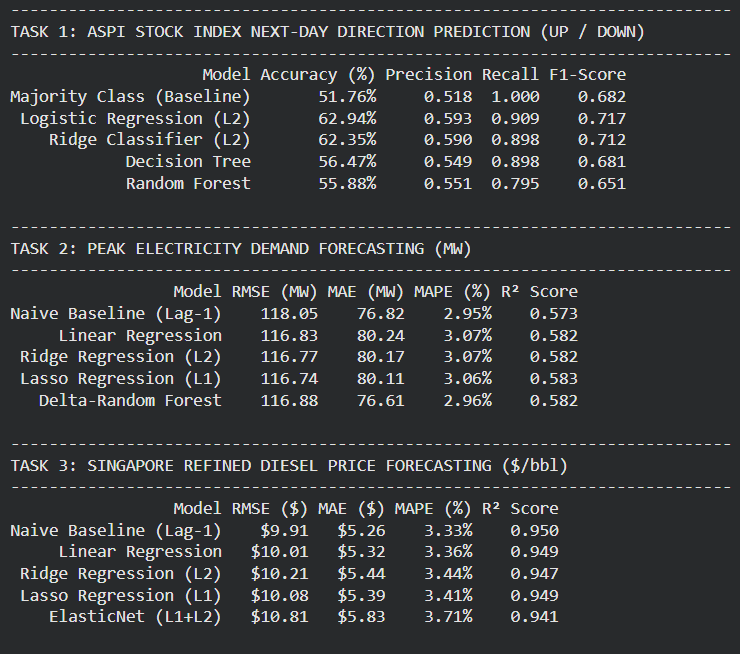 TASK 1: ASPI STOCK INDEX NEXT-DAY DIRECTION PREDICTION (UP / DOWN)
Model Accuracy (%) Precision Recall F1-Score
Majority Class (Baseline) 51.76% 0.518 1.000 0.682
Logistic Regression (L2) 62.94% 0.593 0.909 0.717
Ridge Classifier (L2) 62.35% 0.590 0.898 0.712
Decision Tree 56.47% 0.549 0.898 0.681
Random Forest 55.88% 0.551 0.795 0.651
TASK 2: PEAK ELECTRICITY DEMAND FORECASTING (MW)
Model RMSE (MW) MAE (MW) MAPE (%) R² Score
Naive Baseline (Lag-1) 118.05 76.82 2.95% 0.573
Linear Regression 116.83 80.24 3.07% 0.582
Ridge Regression (L2) 116.77 80.17 3.07% 0.582
Lasso Regression (L1) 116.74 80.11 3.06% 0.583
Delta-Random Forest 116.88 76.61 2.96% 0.582
TASK 3: SINGAPORE REFINED DIESEL PRICE FORECASTING ($/bbl)
Model RMSE ($) MAE ($) MAPE (%) R² Score
Naive Baseline (Lag-1) $9.91 $5.26 3.33% 0.950
Linear Regression $10.01 $5.32 3.36% 0.949
Ridge Regression (L2) $10.21 $5.44 3.44% 0.947
Lasso Regression (L1) $10.08 $5.39 3.41% 0.949
ElasticNet (L1+L2) $10.81 $5.83 3.71% 0.941